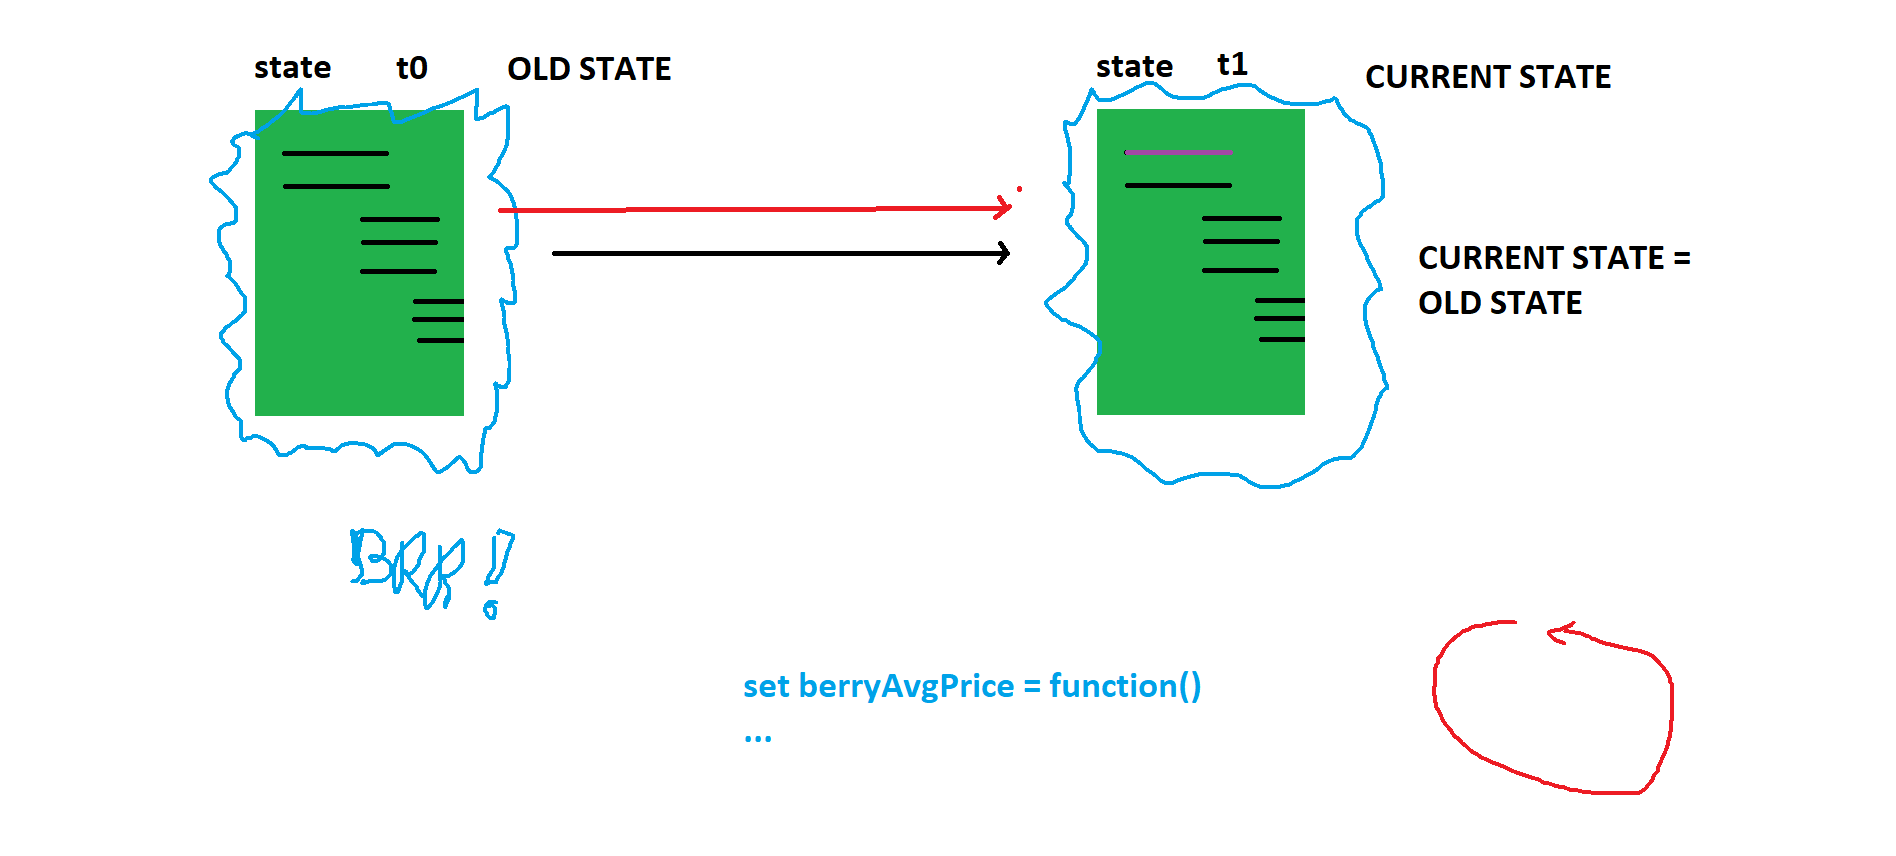 state t0 OLD STATE
state t1 CURRENT STATE
CURRENT STATE =
OLD STATE
BRR!
set berryAvgPrice = function()
...